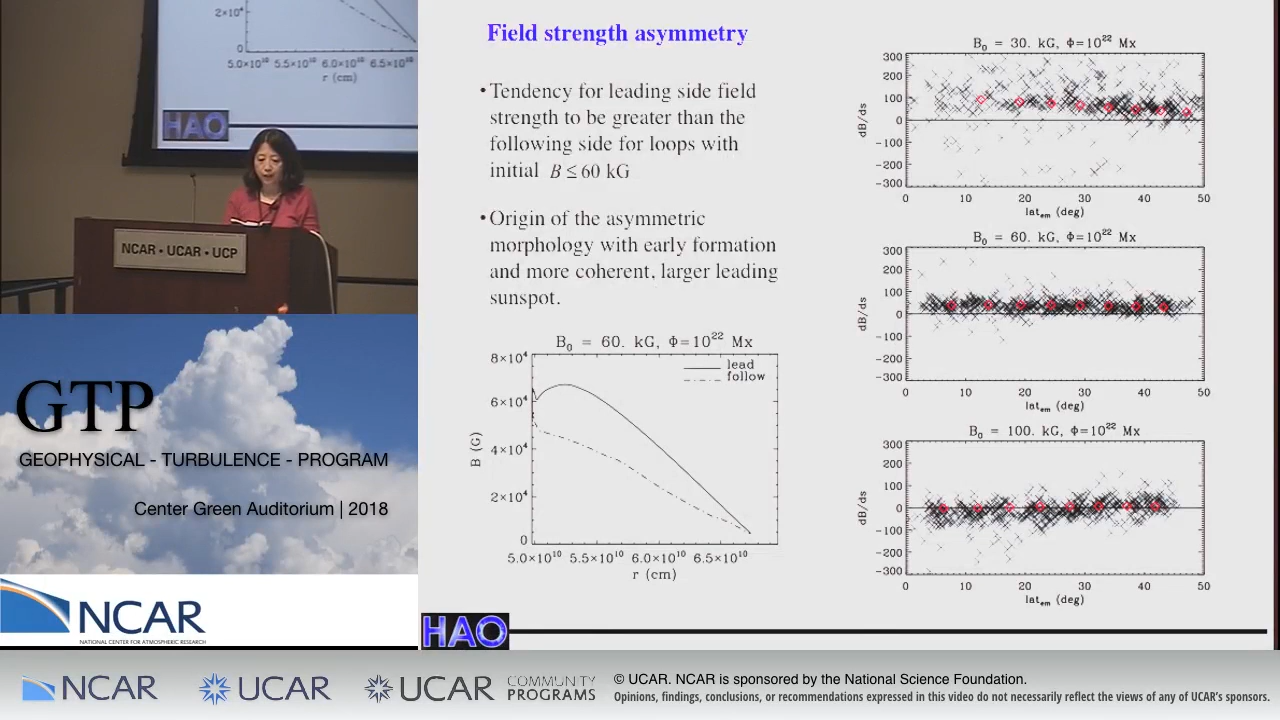 2×10⁴
0
5.0×10¹⁰ 5.5×10¹⁰ 6.0×10¹⁰ 6.5×10¹⁰
r (cm)
HAO
NCAR • UCAR • UCP
GTP
GEOPHYSICAL - TURBULENCE - PROGRAM
Center Green Auditorium | 2018
NCAR
NATIONAL CENTER FOR ATMOSPHERIC RESEARCH
Field strength asymmetry
• Tendency for leading side field
strength to be greater than the
following side for loops with
initial B ≤ 60 kG
• Origin of the asymmetric
morphology with early formation
and more coherent, larger leading
sunspot.
B₀ = 60. kG, Φ=10²² Mx
8×10⁴
6×10⁴
4×10⁴
2×10⁴
0
B (G)
lead
follow
5.0×10¹⁰ 5.5×10¹⁰ 6.0×10¹⁰ 6.5×10¹⁰
r (cm)
B₀ = 30. kG, Φ=10²² Mx
300
200
100
0
-100
-200
-300
dB/ds
0 10 20 30 40 50
latₑₘ (deg)
B₀ = 60. kG, Φ=10²² Mx
300
200
100
0
-100
-200
-300
dB/ds
0 10 20 30 40 50
latₑₘ (deg)
B₀ = 100. kG, Φ=10²² Mx
300
200
100
0
-100
-200
-300
dB/ds
0 10 20 30 40 50
latₑₘ (deg)
HAO
NCAR UCAR UCAR COMMUNITY
PROGRAMS
© UCAR. NCAR is sponsored by the National Science Foundation.
Opinions, findings, conclusions, or recommendations expressed in this video do not necessarily reflect the views of any of UCAR's sponsors.